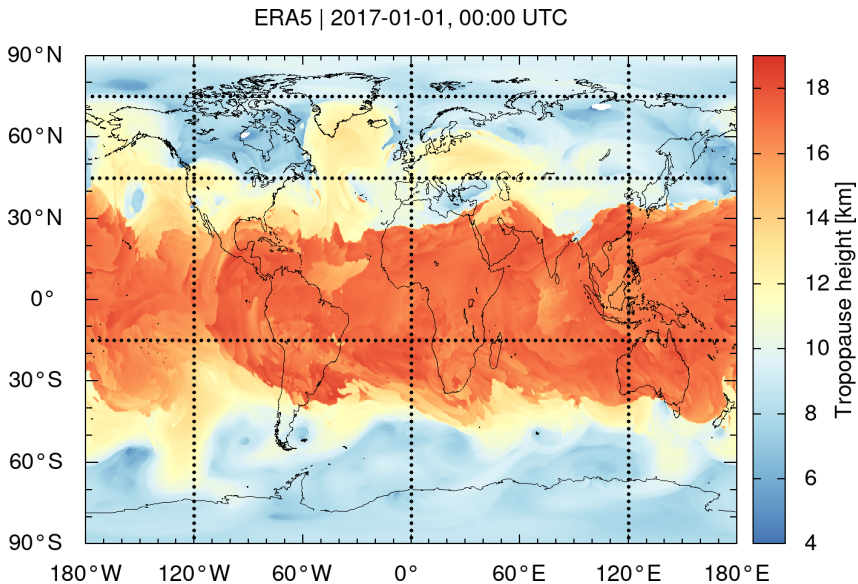 ERA5 | 2017-01-01, 00:00 UTC
90°N
60°N
30°N
0°
30°S
60°S
90°S
180°W 120°W 60°W 0° 60°E 120°E 180°E
18
16
14
12
10
8
6
4
Tropopause height [km]